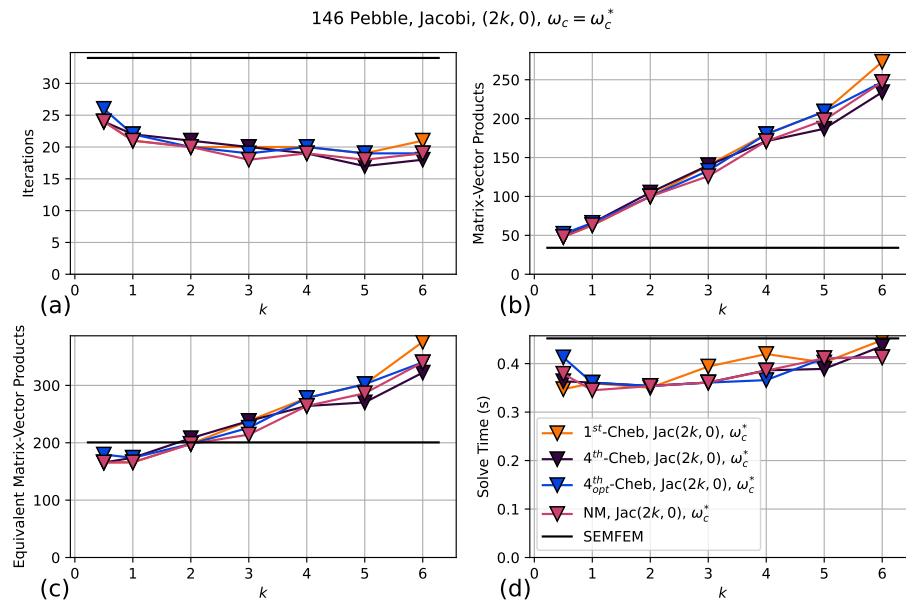 146 Pebble, Jacobi, (2k, 0), ω_c = ω_c^*
Iterations
0
5
10
15
20
25
30
0 1 2 3 4 5 6
k
(a)
Matrix-Vector Products
0
50
100
150
200
250
0 1 2 3 4 5 6
k
(b)
Equivalent Matrix-Vector Products
0
100
200
300
0 1 2 3 4 5 6
k
(c)
Solve Time (s)
0.0
0.1
0.2
0.3
0.4
0 1 2 3 4 5 6
k
(d)
1^{st}-Cheb, Jac(2k, 0), ω_c^*
4^{th}-Cheb, Jac(2k, 0), ω_c^*
4_{opt}^{th}-Cheb, Jac(2k, 0), ω_c^*
NM, Jac(2k, 0), ω_c^*
SEMFEM